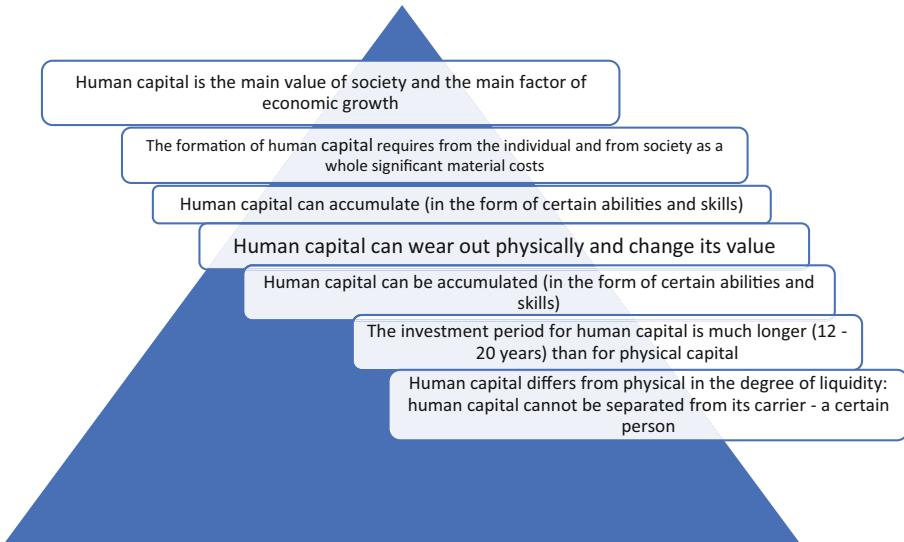 Human capital is the main value of society and the main factor of
economic growth
The formation of human capital requires from the individual and from society as a
whole significant material costs
Human capital can accumulate (in the form of certain abilities and skills)
Human capital can wear out physically and change its value
Human capital can be accumulated (in the form of certain abilities and
skills)
The investment period for human capital is much longer (12 -
20 years) than for physical capital
Human capital differs from physical in the degree of liquidity:
human capital cannot be separated from its carrier - a certain
person